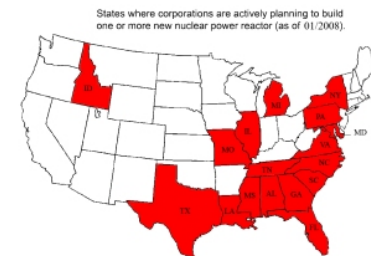 States where corporations are actively planning to build
one or more new nuclear power reactor (as of 01/2008).
ID
MI
NY
PA
IL
MD
MO
VA
NC
TN
SC
MS
AL
GA
TX
LA
FL